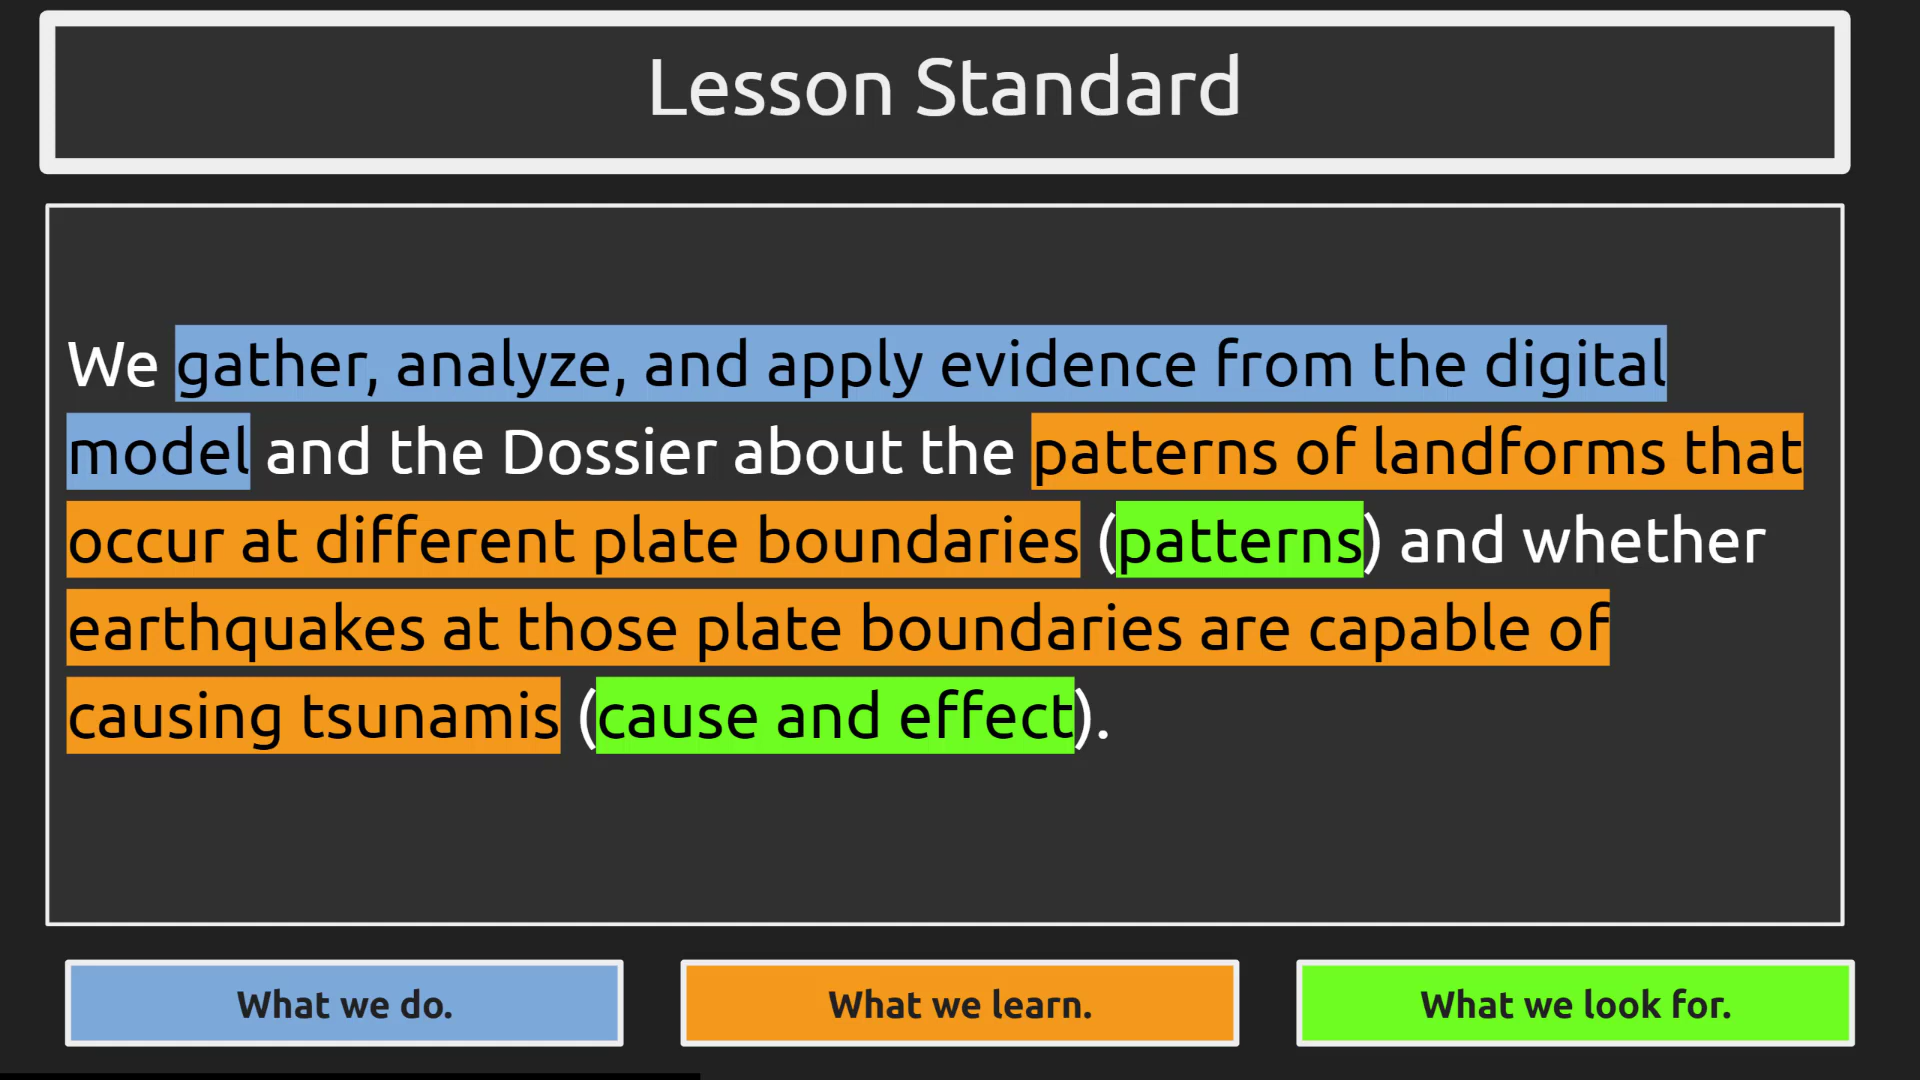 Lesson Standard
We gather, analyze, and apply evidence from the digital
model and the Dossier about the patterns of landforms that
occur at different plate boundaries (patterns) and whether
earthquakes at those plate boundaries are capable of
causing tsunamis (cause and effect).
What we do.
What we learn.
What we look for.